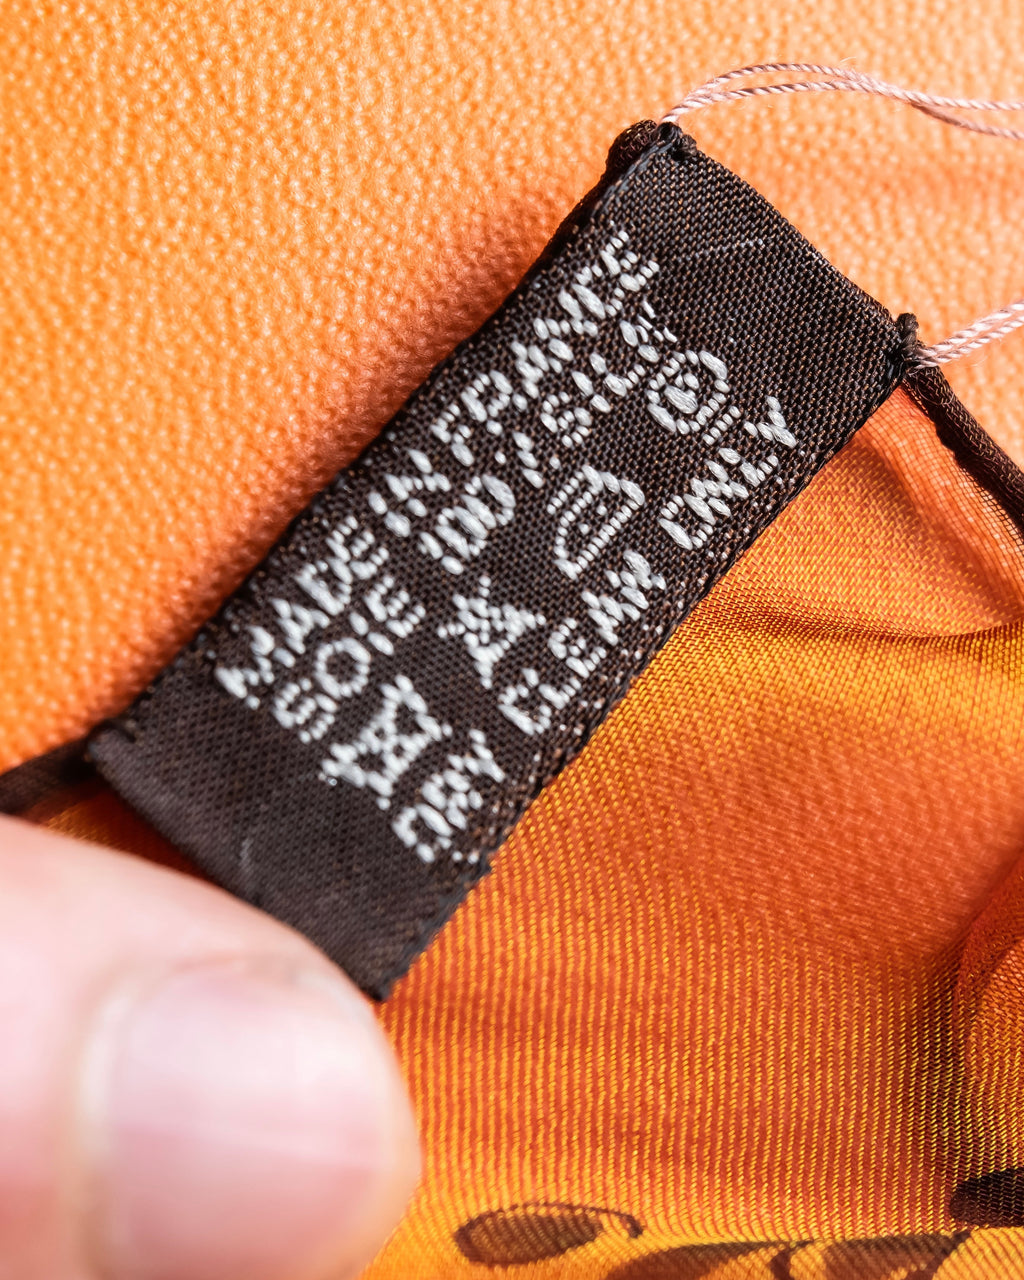 MADE IN FRANCE
SOIE 100% SILK
P
DRY CLEAN ONLY